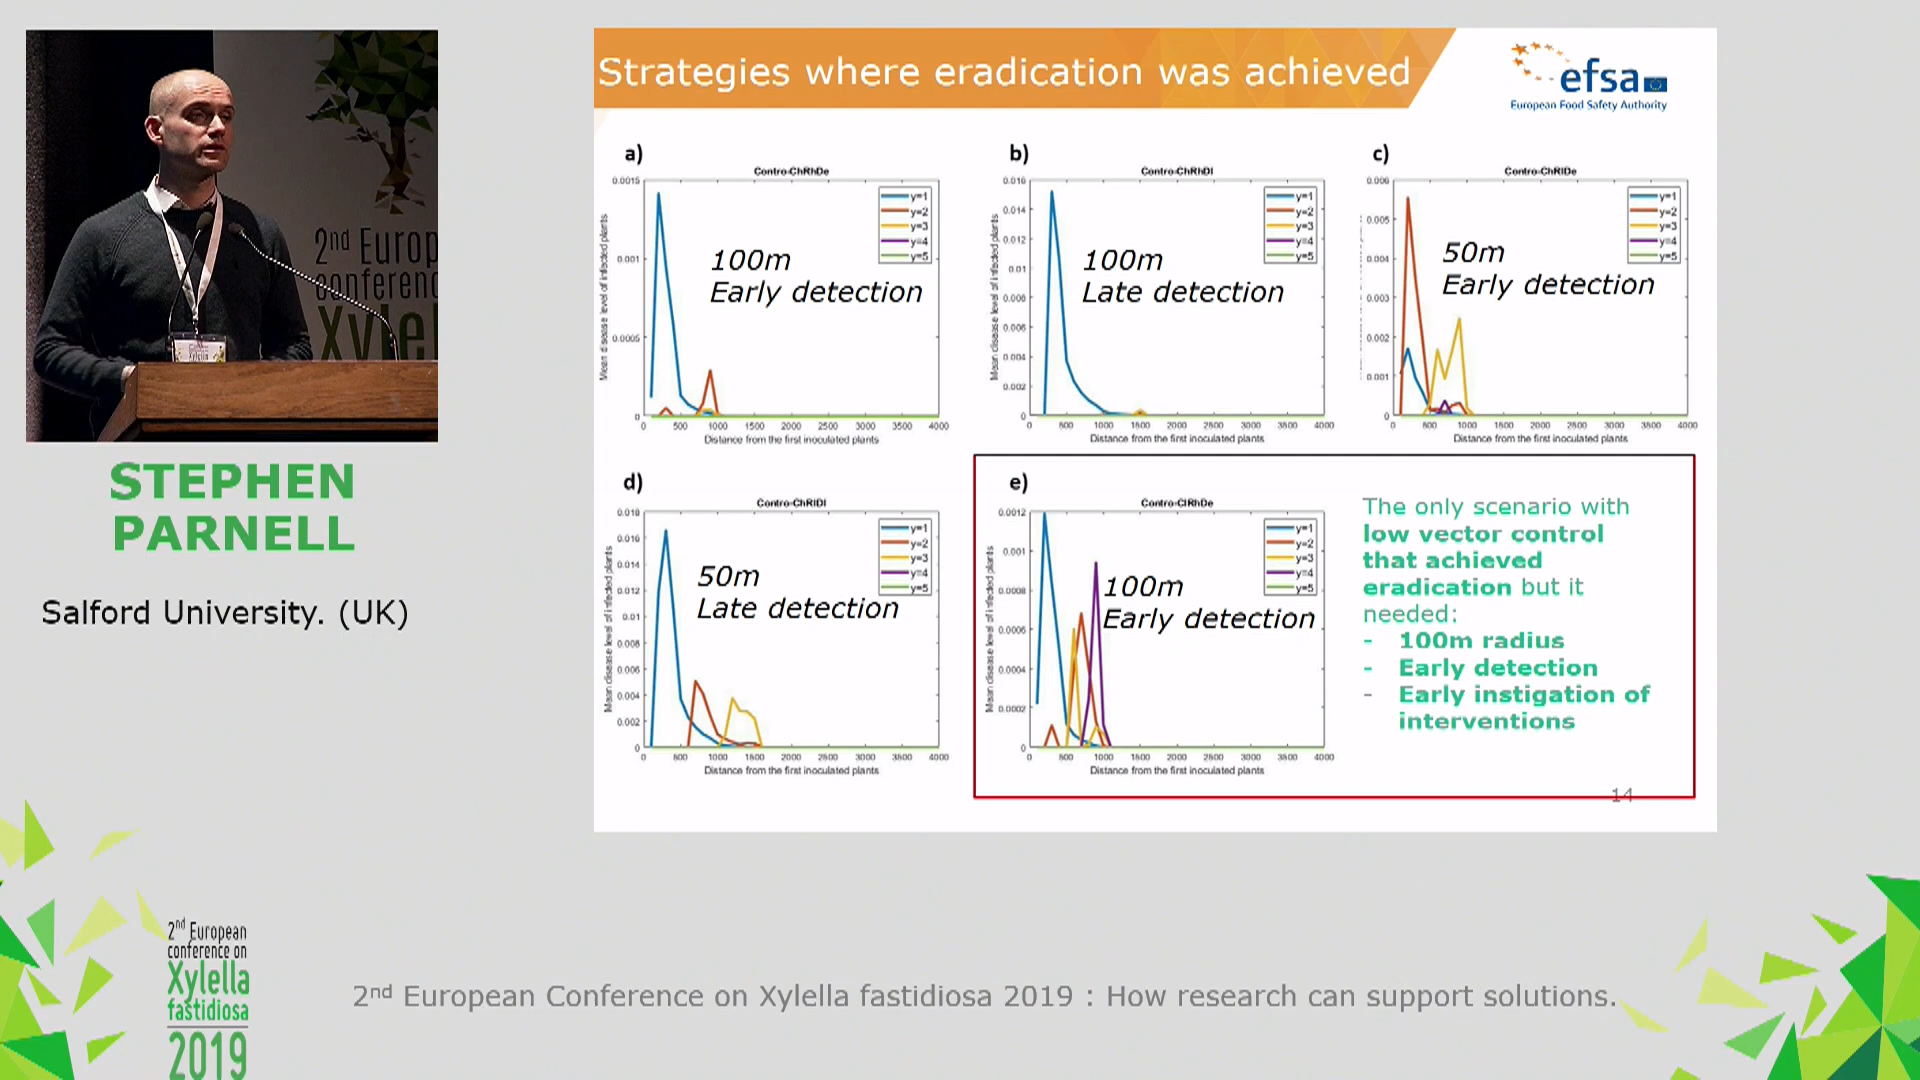 Strategies where eradication was achieved
efsa
European Food Safety Authority
2nd Europ
conferenc
Xylel
STEPHEN
PARNELL
Salford University. (UK)
a)
Contro-ChRhDe
Mean disease level of infected plants
0.0015
0.001
0.0005
0
y=1
y=2
y=3
y=4
y=5
100m
Early detection
0 500 1000 1500 2000 2500 3000 3500 4000
Distance from the first inoculated plants
b)
Contro-ChRhDl
Mean disease level of infected plants
0.016
0.014
0.012
0.01
0.008
0.006
0.004
0.002
0
y=1
y=2
y=3
y=4
y=5
100m
Late detection
0 500 1000 1500 2000 2500 3000 3500 4000
Distance from the first inoculated plants
c)
Contro-ChRlDe
0.006
0.005
0.004
0.003
0.002
0.001
0
y=1
y=2
y=3
y=4
y=5
50m
Early detection
0 500 1000 1500 2000 2500 3000 3500 4000
Distance from the first inoculated plants
d)
Contro-ChRlDl
Mean disease level of infected plants
0.018
0.016
0.014
0.012
0.01
0.008
0.006
0.004
0.002
0
y=1
y=2
y=3
y=4
y=5
50m
Late detection
0 500 1000 1500 2000 2500 3000 3500 4000
Distance from the first inoculated plants
e)
Contro-ClRhDe
Mean disease level of infected plants
0.0012
0.001
0.0008
0.0006
0.0004
0.0002
0
y=1
y=2
y=3
y=4
y=5
100m
Early detection
0 500 1000 1500 2000 2500 3000 3500 4000
Distance from the first inoculated plants
The only scenario with
low vector control
that achieved
eradication but it
needed:
- 100m radius
- Early detection
- Early instigation of
interventions
14
2nd European
conference on
Xylella
fastidiosa
2019
2nd European Conference on Xylella fastidiosa 2019 : How research can support solutions.